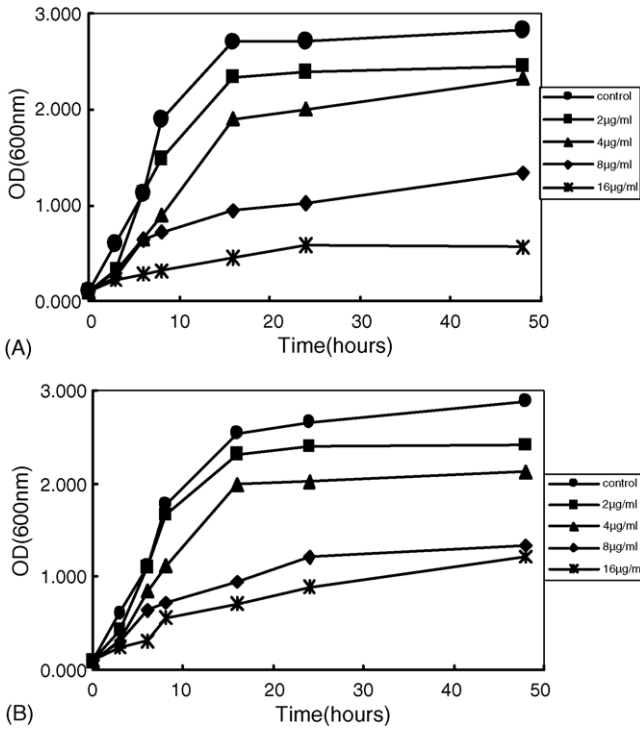 3.000
2.000
1.000
0.000
OD(600nm)
0
10
20
30
40
50
Time(hours)
control
2μg/ml
4μg/ml
8μg/ml
16μg/ml
(A)
3.000
2.000
1.000
0.000
OD(600nm)
0
10
20
30
40
50
Time(hours)
control
2μg/ml
4μg/ml
8μg/ml
16μg/m
(B)